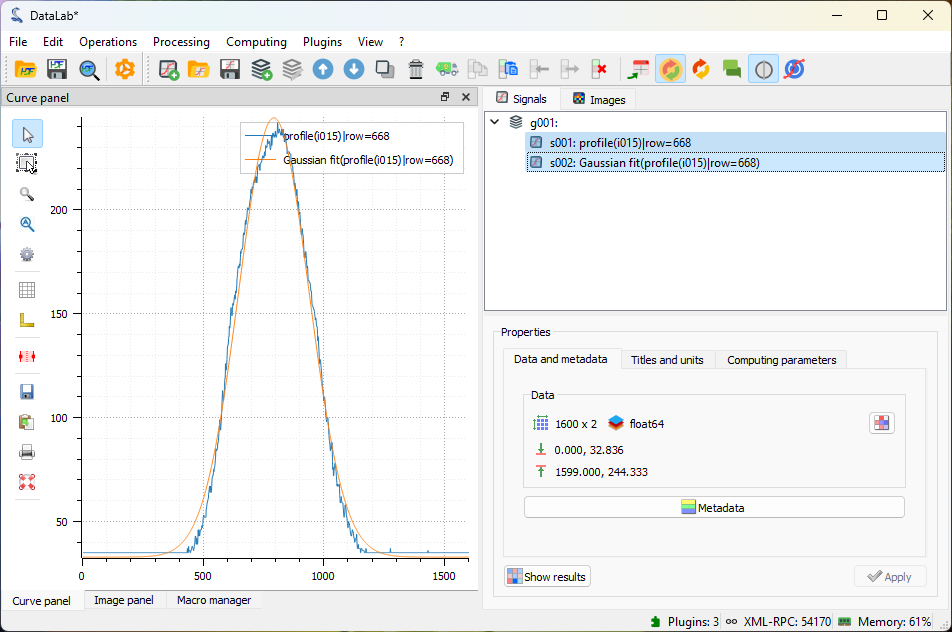 DataLab*
File Edit Operations Processing Computing Plugins View ?
Curve panel
profile(i015)|row=668
Gaussian fit(profile(i015)|row=668)
200
150
100
50
0 500 1000 1500
Curve panel Image panel Macro manager
Signals Images
g001:
s001: profile(i015)|row=668
s002: Gaussian fit(profile(i015)|row=668)
Properties
Data and metadata Titles and units Computing parameters
Data
1600 x 2 float64
0.000, 32.836
1599.000, 244.333
Metadata
Show results Apply
Plugins: 3 XML-RPC: 54170 Memory: 61%